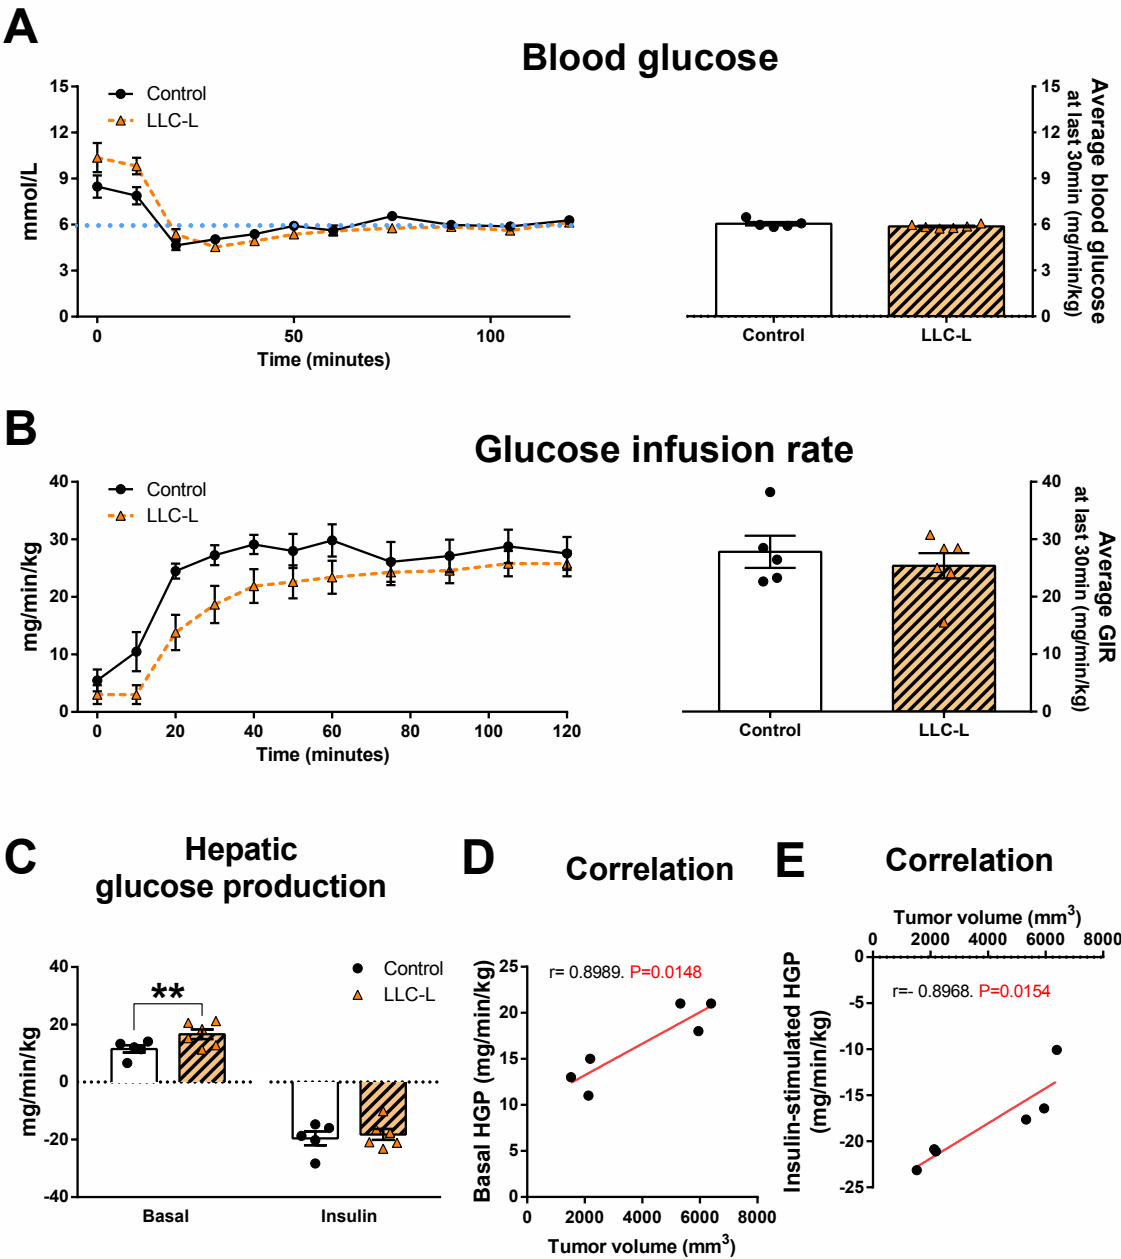 A
Blood glucose
15
12
9
6
3
0
mmol/L
Control
LLC-L
0
50
100
Time (minutes)
15
12
9
6
3
0
Average blood glucose
at last 30min (mg/min/kg)
Control
LLC-L
B
Glucose infusion rate
40
30
20
10
0
mg/min/kg
Control
LLC-L
0
20
40
60
80
100
120
Time (minutes)
40
30
20
10
0
Average GIR
at last 30min (mg/min/kg)
Control
LLC-L
C
Hepatic
glucose production
40
20
0
-20
-40
mg/min/kg
**
Control
LLC-L
Basal
Insulin
D
Correlation
25
20
15
10
5
0
Basal HGP (mg/min/kg)
r= 0.8989. P=0.0148
0
2000
4000
6000
8000
Tumor volume (mm³)
E
Correlation
Tumor volume (mm³)
0
2000
4000
6000
8000
0
-5
-10
-15
-20
-25
Insulin-stimulated HGP
(mg/min/kg)
r=- 0.8968. P=0.0154